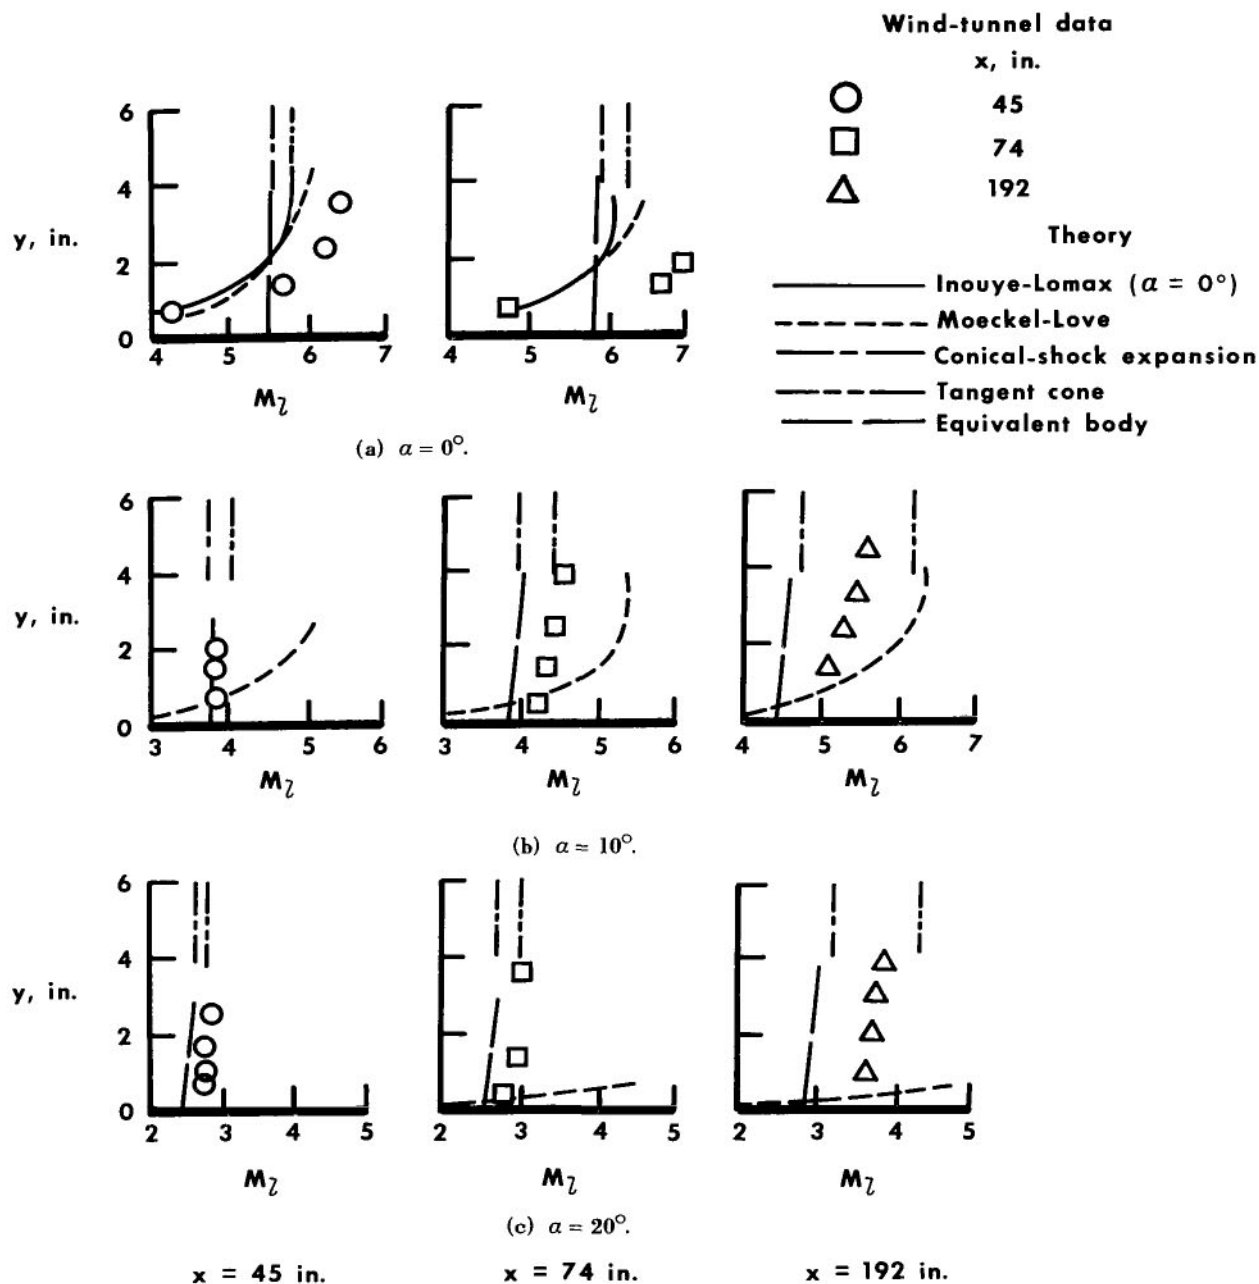 Wind-tunnel data
x, in.
45
74
192
Theory
Inouye-Lomax (α = 0°)
Moeckel-Love
Conical-shock expansion
Tangent cone
Equivalent body
6
4
y, in.
2
0
4 5 6 7
4 5 6 7
M_l
M_l
(a) α = 0°.
6
4
y, in.
2
0
3 4 5 6
3 4 5 6
4 5 6 7
M_l
M_l
M_l
(b) α = 10°.
6
4
y, in.
2
0
2 3 4 5
2 3 4 5
2 3 4 5
M_l
M_l
M_l
(c) α = 20°.
x = 45 in. x = 74 in. x = 192 in.